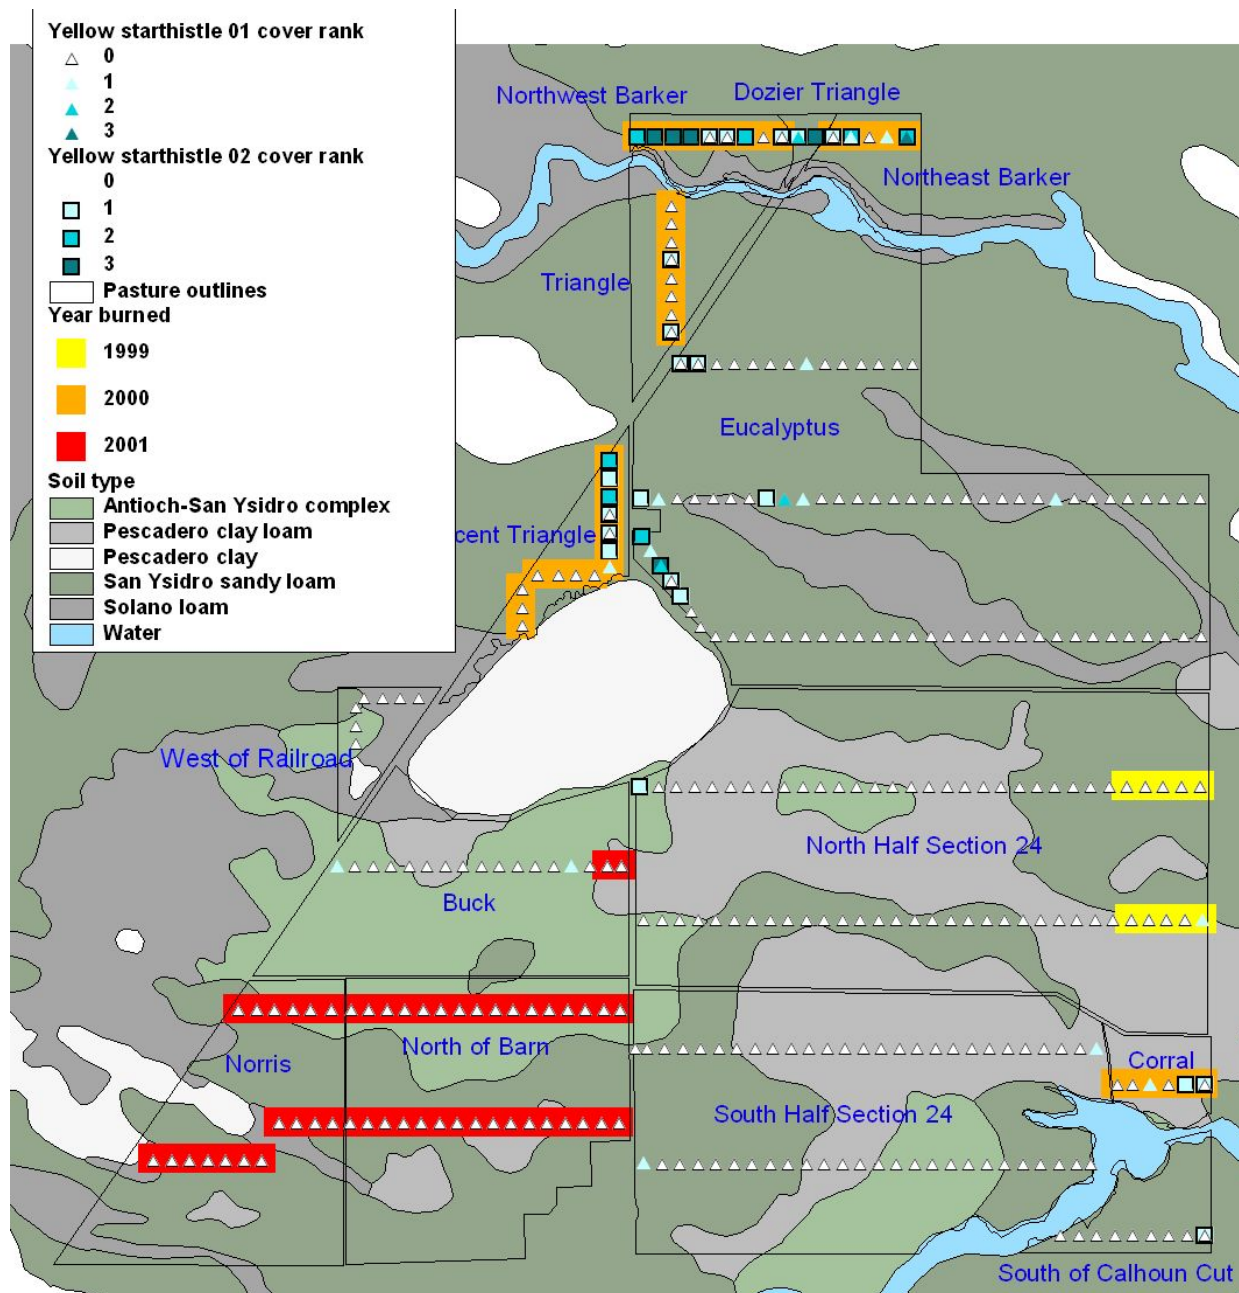 Yellow starthistle 01 cover rank
0
1
2
3
Yellow starthistle 02 cover rank
0
1
2
3
Pasture outlines
Year burned
1999
2000
2001
Soil type
Antioch-San Ysidro complex
Pescadero clay loam
Pescadero clay
San Ysidro sandy loam
Solano loam
Water
Northwest Barker
Dozier Triangle
Northeast Barker
Triangle
Eucalyptus
cent Triangle
West of Railroad
North Half Section 24
Buck
North of Barn
Norris
Corral
South Half Section 24
South of Calhoun Cut